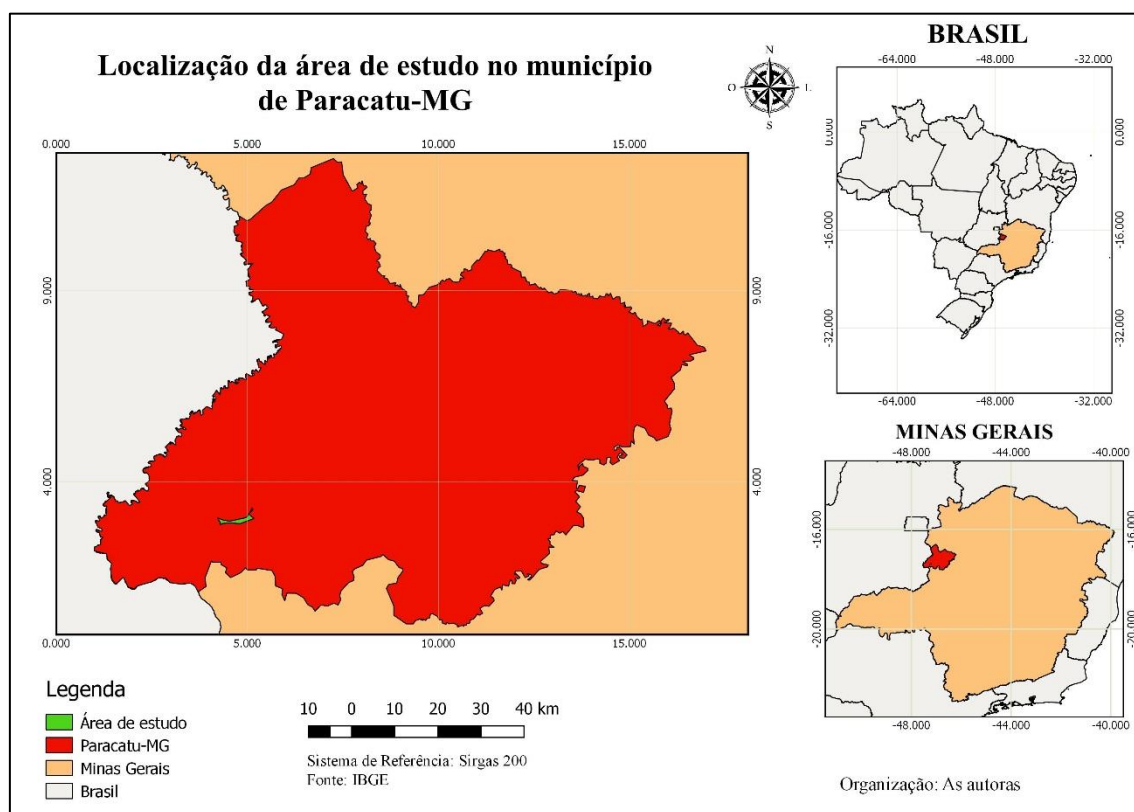 Localização da área de estudo no município
de Paracatu-MG
N
O
L
S
0.000 5.000 10.000 15.000
9.000 9.000
4.000 4.000
0.000 5.000 10.000 15.000
Legenda
Área de estudo
Paracatu-MG
Minas Gerais
Brasil
10 0 10 20 30 40 km
Sistema de Referência: Sirgas 200
Fonte: IBGE
BRASIL
-64.000 -48.000 -32.000
0.000 0.000
-16.000 -16.000
-32.000 -32.000
-64.000 -48.000 -32.000
MINAS GERAIS
-48.000 -44.000 -40.000
-16.000 -16.000
-20.000 -20.000
-48.000 -44.000 -40.000
Organização: As autoras